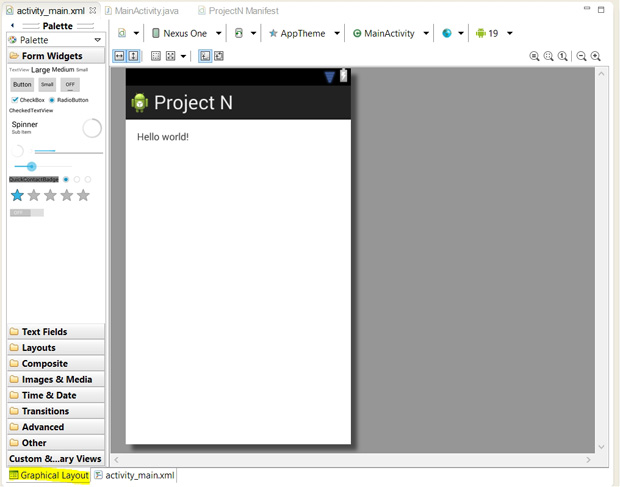 activity_main.xml
MainActivity.java
ProjectN Manifest
Palette
Nexus One
AppTheme
MainActivity
19
Palette
Form Widgets
TextView Large Medium Small
Button Small OFF
CheckBox RadioButton
CheckedTextView
Spinner
Sub Item
QuickContactBadge
Project N
Hello world!
Text Fields
Layouts
Composite
Images & Media
Time & Date
Transitions
Advanced
Other
Custom &...ary Views
Graphical Layout
activity_main.xml